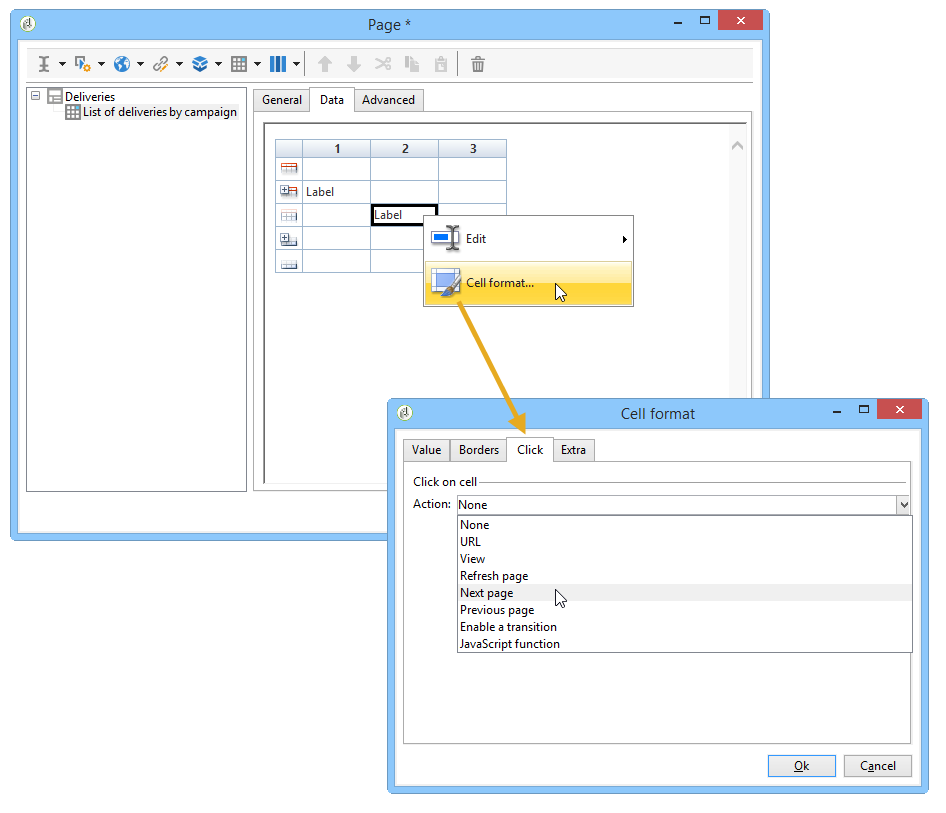 Page *
Deliveries
List of deliveries by campaign
General Data Advanced
1 2 3
Label
Label
Edit
Cell format...
Cell format
Value Borders Click Extra
Click on cell
Action: None
None
URL
View
Refresh page
Next page
Previous page
Enable a transition
JavaScript function
Ok Cancel